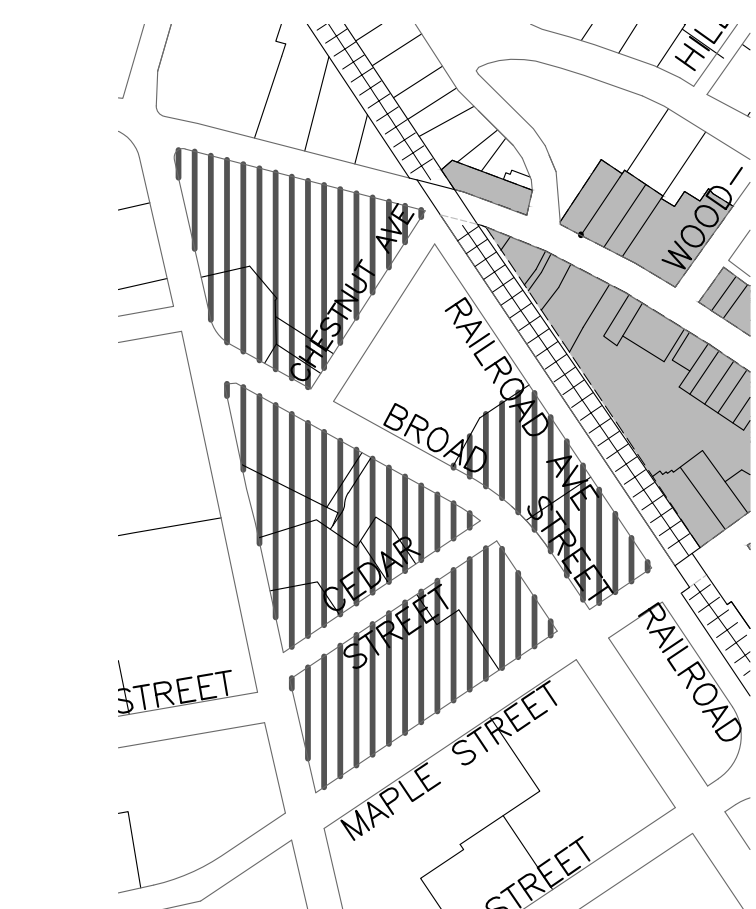 HILL
WOOD-
CHESTNUT AVE
RAILROAD AVE
BROAD
STREET
CEDAR
STREET
STREET
RAILROAD
MAPLE STREET
STREET